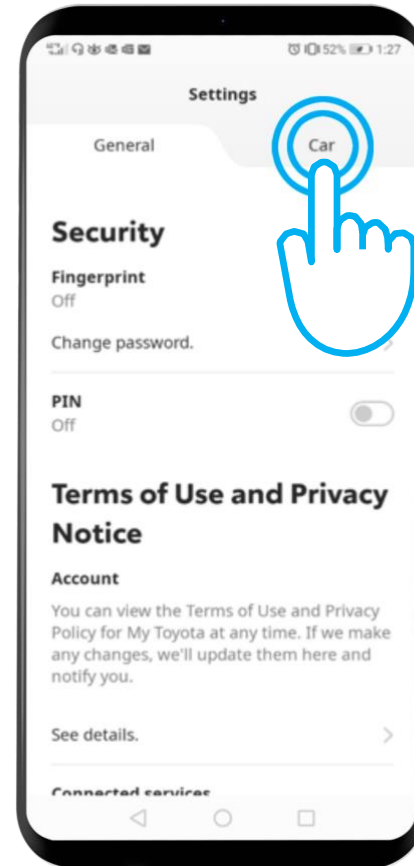 52% 1:27
Settings
General
Car
Security
Fingerprint
Off
Change password.
PIN
Off
Terms of Use and Privacy
Notice
Account
You can view the Terms of Use and Privacy
Policy for My Toyota at any time. If we make
any changes, we'll update them here and
notify you.
See details.
Connected services